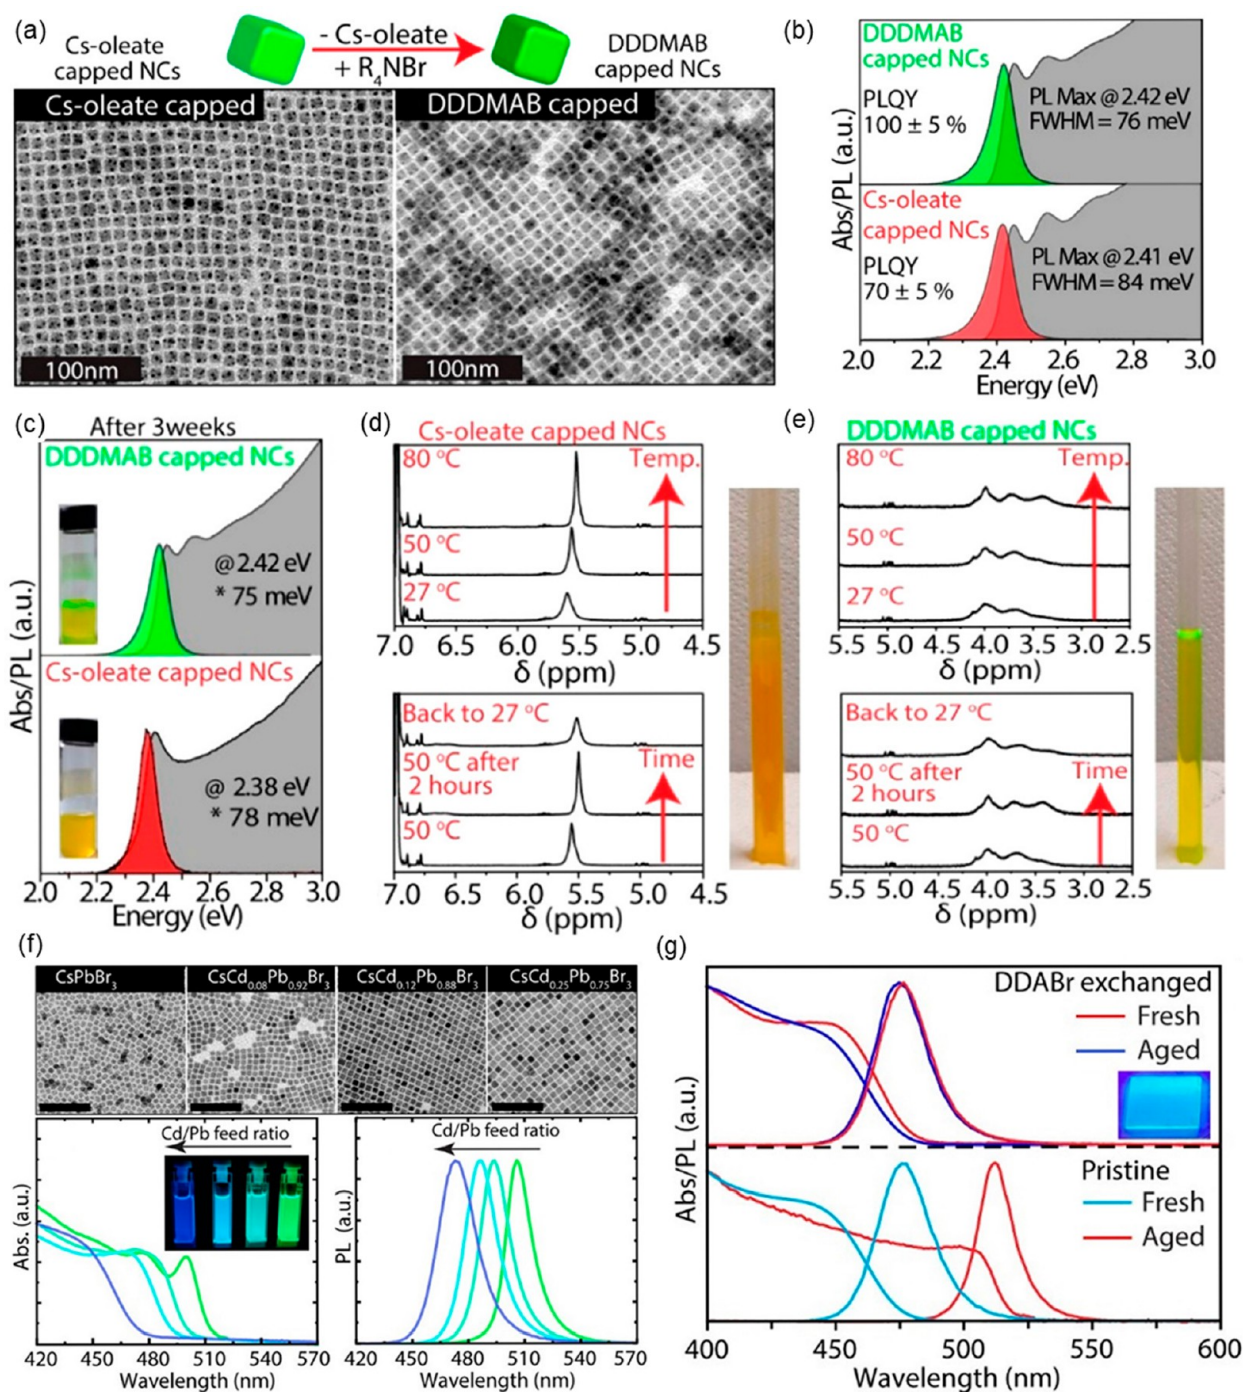 (a)
Cs-oleate
capped NCs
- Cs-oleate
+ R₄NBr
DDDMAB
capped NCs
Cs-oleate capped
DDDMAB capped
100nm
100nm
(b)
DDDMAB
capped NCs
PLQY
100 ± 5 %
PL Max @ 2.42 eV
FWHM = 76 meV
Cs-oleate
capped NCs
PLQY
70 ± 5 %
PL Max @ 2.41 eV
FWHM = 84 meV
Abs/PL (a.u.)
2.0 2.2 2.4 2.6 2.8 3.0
Energy (eV)
(c)
After 3weeks
DDDMAB capped NCs
@ 2.42 eV
* 75 meV
Cs-oleate capped NCs
@ 2.38 eV
* 78 meV
Abs/PL (a.u.)
2.0 2.2 2.4 2.6 2.8 3.0
Energy (eV)
(d)
Cs-oleate capped NCs
80 °C
Temp.
50 °C
27 °C
7.0 6.5 6.0 5.5 5.0 4.5
δ (ppm)
Back to 27 °C
50 °C after
2 hours
Time
50 °C
7.0 6.5 6.0 5.5 5.0 4.5
δ (ppm)
(e)
DDDMAB capped NCs
80 °C
Temp.
50 °C
27 °C
5.5 5.0 4.5 4.0 3.5 3.0 2.5
δ (ppm)
Back to 27 °C
50 °C after
2 hours
Time
50 °C
5.5 5.0 4.5 4.0 3.5 3.0 2.5
δ (ppm)
(f)
CsPbBr₃
CsCd₀.₀₈Pb₀.₉₂Br₃
CsCd₀.₁₂Pb₀.₈₈Br₃
CsCd₀.₂₅Pb₀.₇₅Br₃
Cd/Pb feed ratio
Abs. (a.u.)
420 450 480 510 540 570
Wavelength (nm)
Cd/Pb feed ratio
PL (a.u.)
420 450 480 510 540 570
Wavelength (nm)
(g)
DDABr exchanged
Fresh
Aged
Pristine
Fresh
Aged
Abs/PL (a.u.)
400 450 500 550 600
Wavelength (nm)